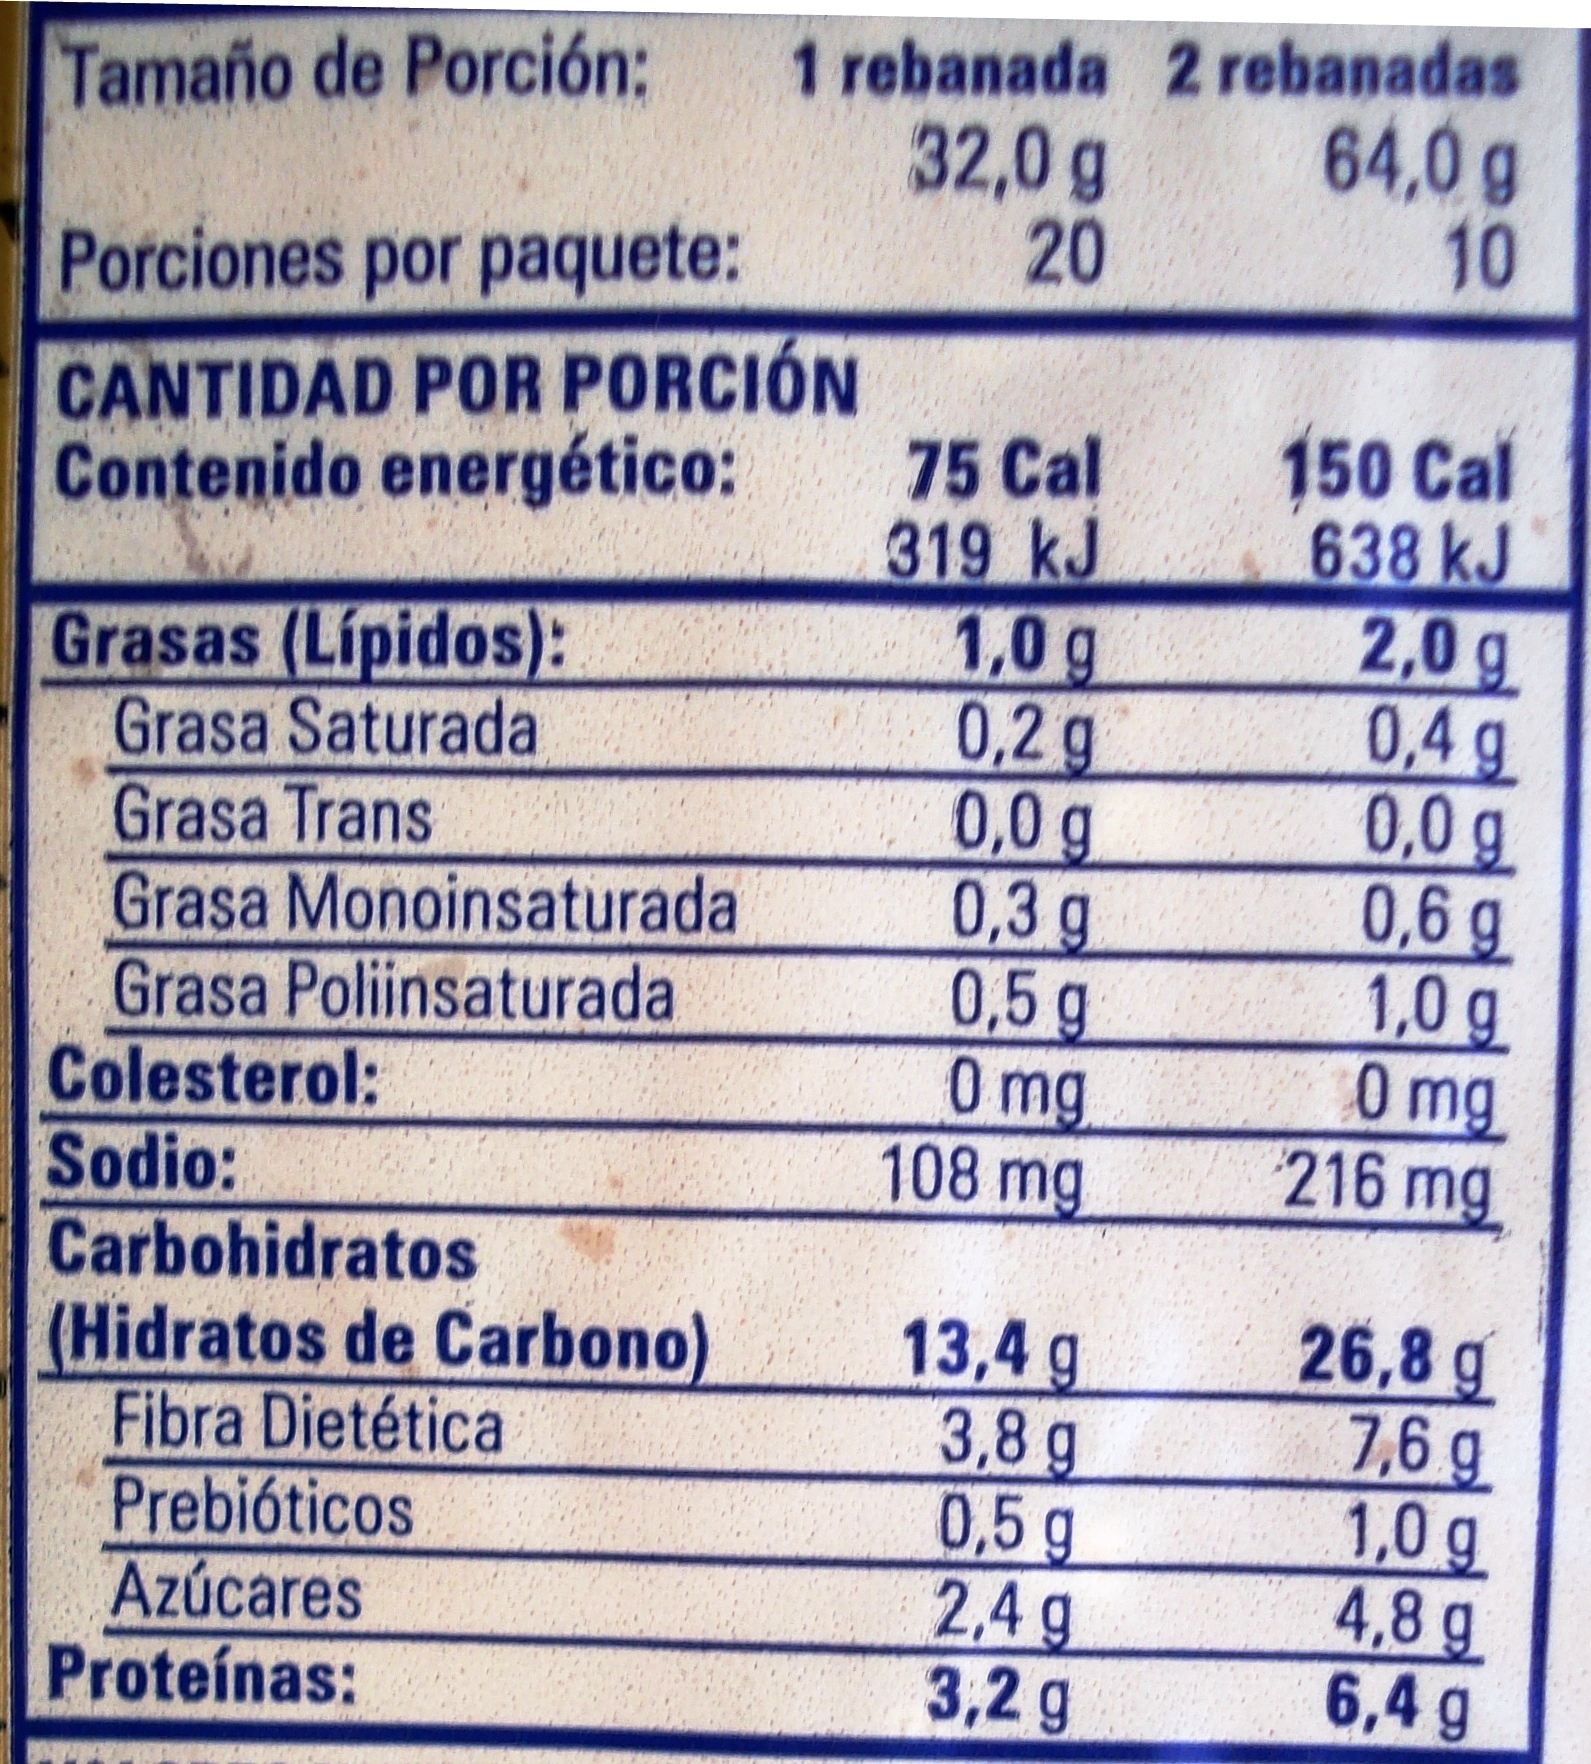 Tamaño de Porción: 1 rebanada 2 rebanadas
32,0 g 64,0 g
Porciones por paquete: 20 10
CANTIDAD POR PORCIÓN
Contenido energético: 75 Cal 150 Cal
319 kJ 638 kJ
Grasas (Lípidos): 1,0 g 2,0 g
Grasa Saturada 0,2 g 0,4 g
Grasa Trans 0,0 g 0,0 g
Grasa Monoinsaturada 0,3 g 0,6 g
Grasa Poliinsaturada 0,5 g 1,0 g
Colesterol: 0 mg 0 mg
Sodio: 108 mg 216 mg
Carbohidratos
(Hidratos de Carbono) 13,4 g 26,8 g
Fibra Dietética 3,8 g 7,6 g
Prebióticos 0,5 g 1,0 g
Azúcares 2,4 g 4,8 g
Proteínas: 3,2 g 6,4 g